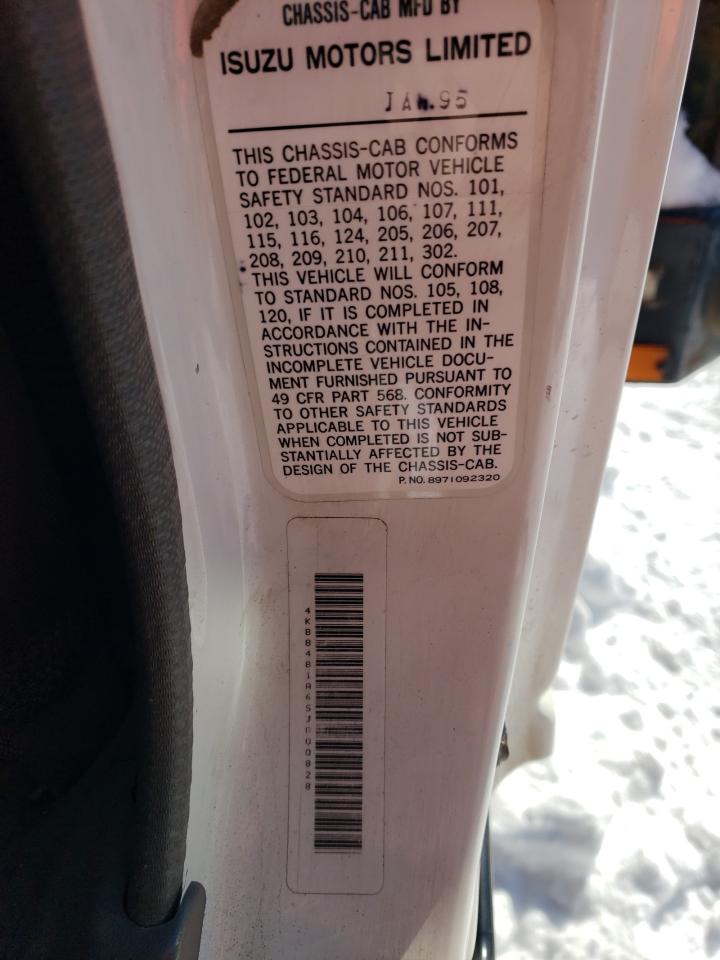 CHASSIS-CAB MFD BY
ISUZU MOTORS LIMITED
JAN.95
THIS CHASSIS-CAB CONFORMS
TO FEDERAL MOTOR VEHICLE
SAFETY STANDARD NOS. 101,
102, 103, 104, 106, 107, 111,
115, 116, 124, 205, 206, 207,
208, 209, 210, 211, 302.
THIS VEHICLE WILL CONFORM
TO STANDARD NOS. 105, 108,
120, IF IT IS COMPLETED IN
ACCORDANCE WITH THE IN-
STRUCTIONS CONTAINED IN THE
INCOMPLETE VEHICLE DOCU-
MENT FURNISHED PURSUANT TO
49 CFR PART 568. CONFORMITY
TO OTHER SAFETY STANDARDS
APPLICABLE TO THIS VEHICLE
WHEN COMPLETED IS NOT SUB-
STANTIALLY AFFECTED BY THE
DESIGN OF THE CHASSIS-CAB.
P. NO. 8971092320
4KBB4B1A6SJ000828